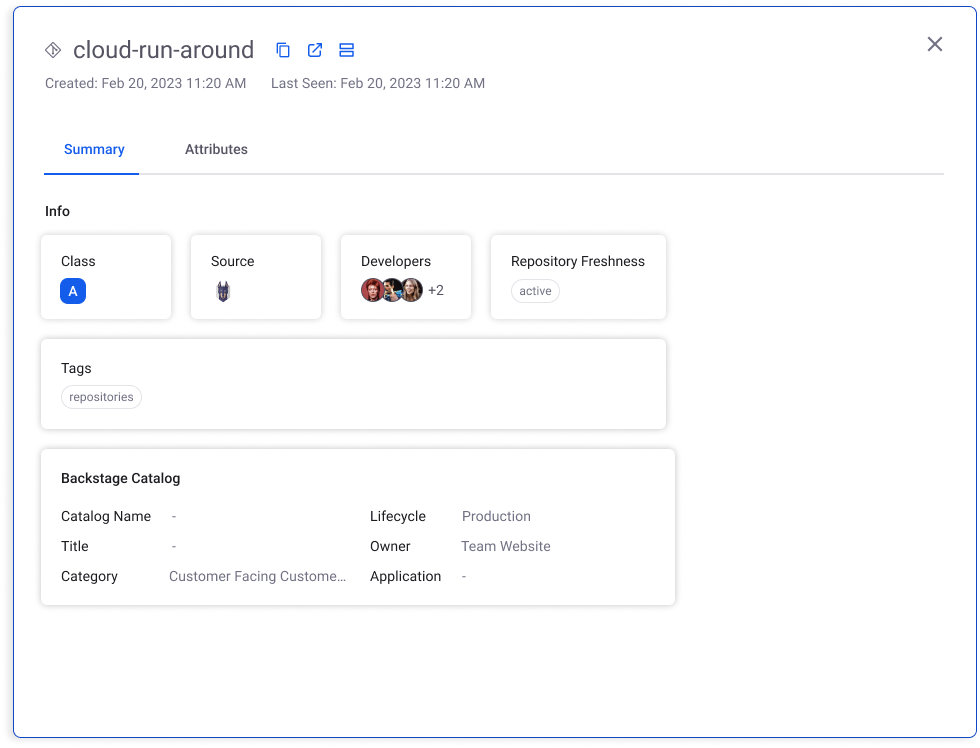 cloud-run-around
Created: Feb 20, 2023 11:20 AM Last Seen: Feb 20, 2023 11:20 AM
Summary Attributes
Info
Class Source Developers Repository Freshness
A +2 active
Tags
repositories
Backstage Catalog
Catalog Name - Lifecycle Production
Title - Owner Team Website
Category Customer Facing Custome... Application -